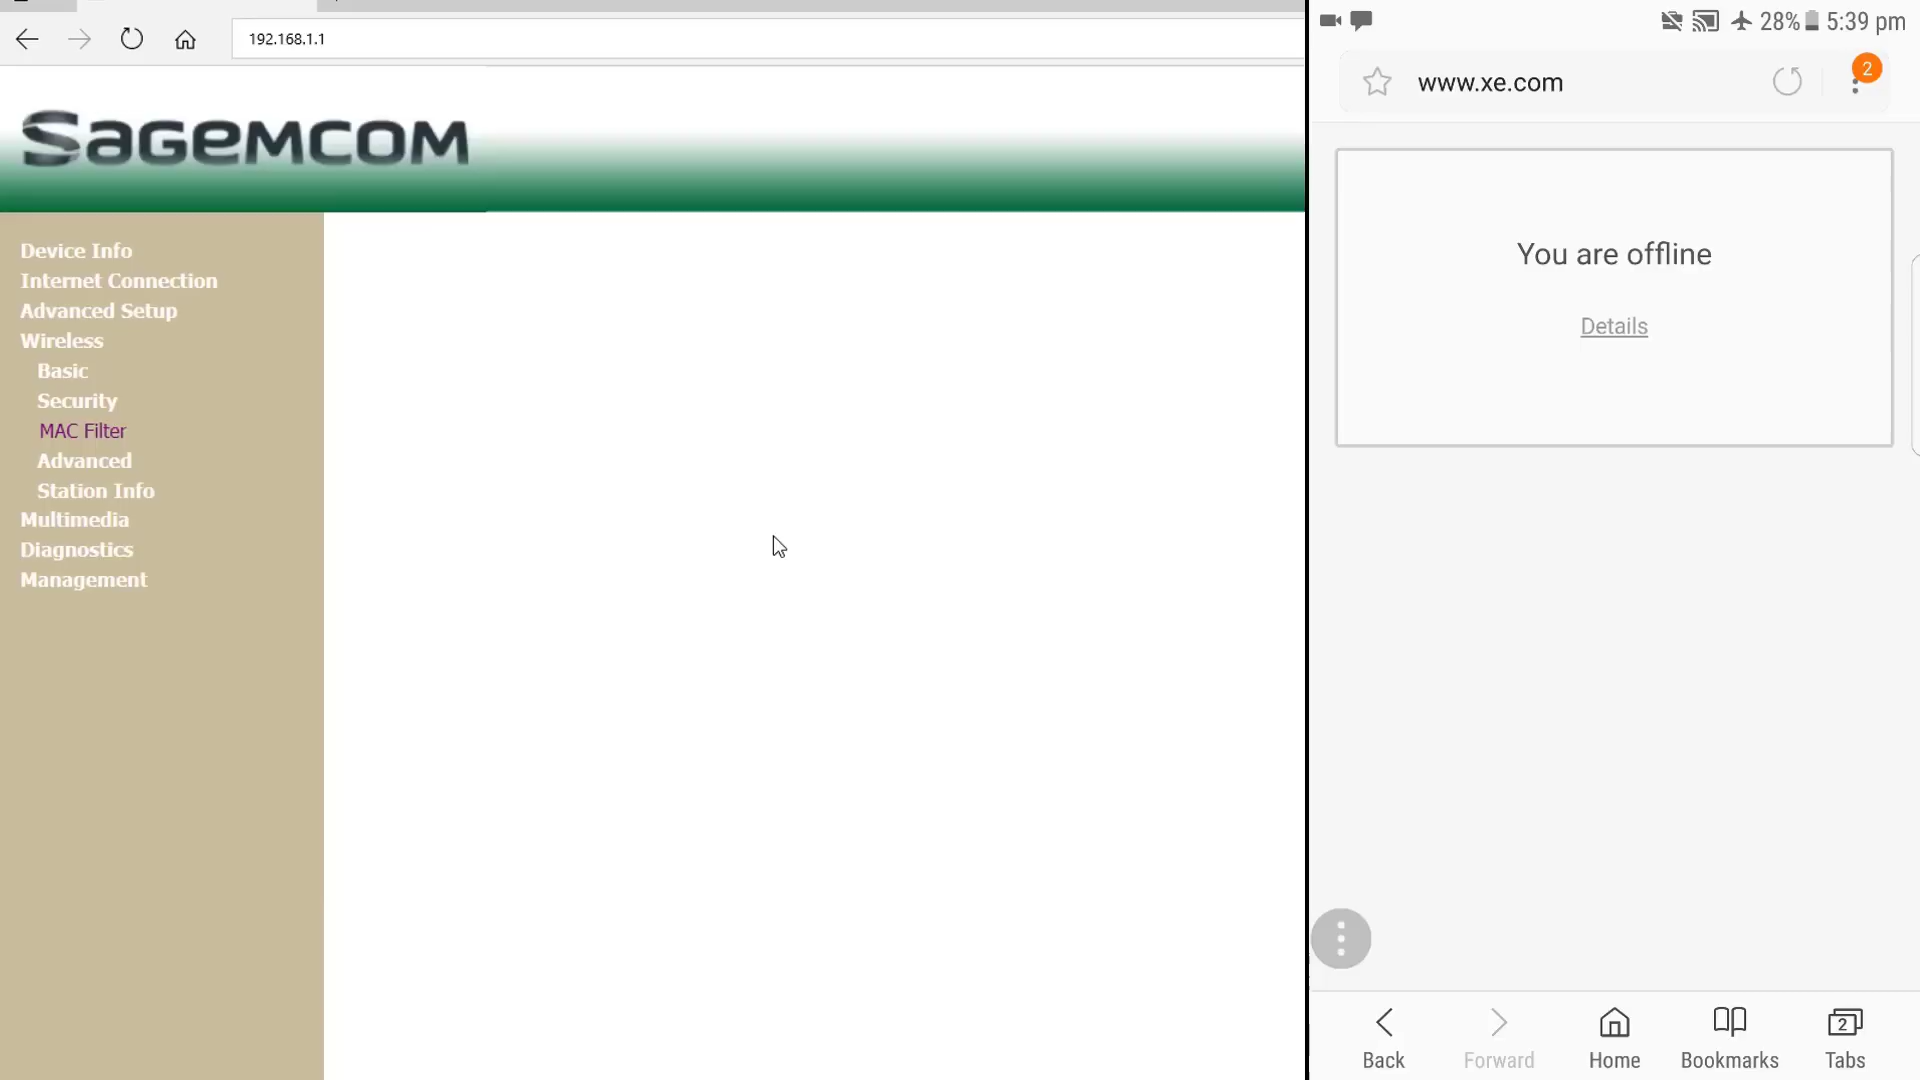 192.168.1.1
Sagemcom
Device Info
Internet Connection
Advanced Setup
Wireless
Basic
Security
MAC Filter
Advanced
Station Info
Multimedia
Diagnostics
Management
28% 5:39 pm
www.xe.com
2
You are offline
Details
2
Back
Forward
Home
Bookmarks
Tabs